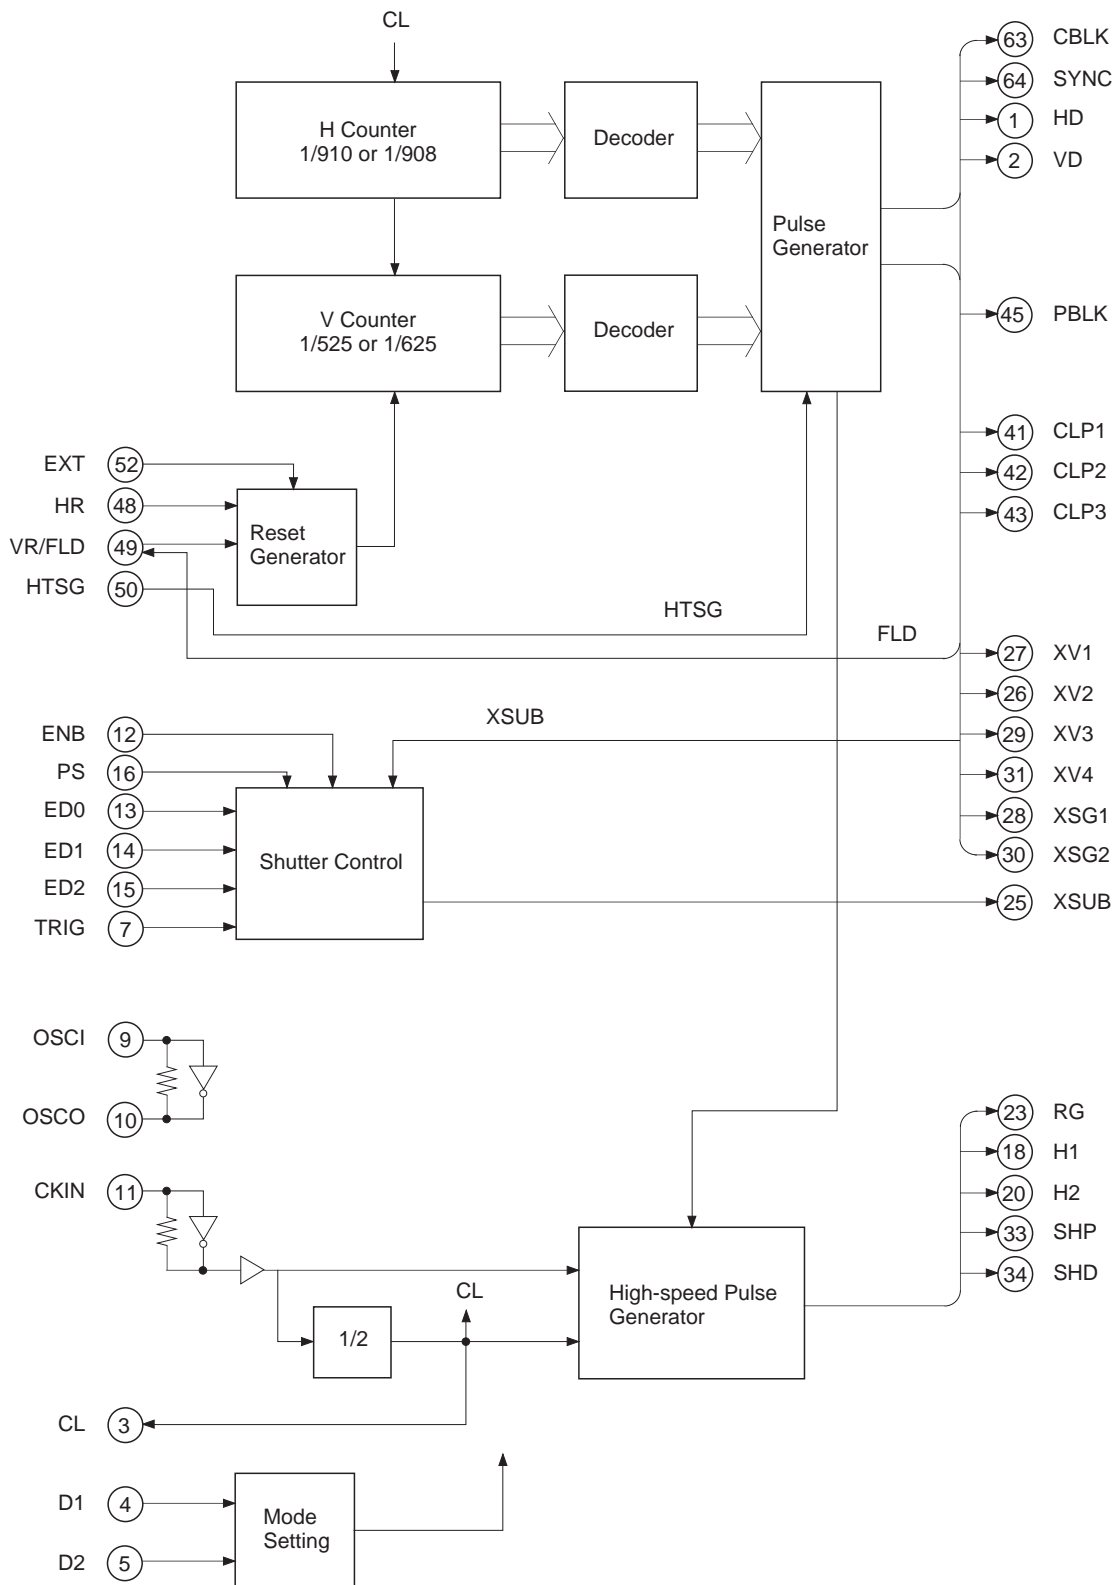 CL
63 CBLK
64 SYNC
1 HD
2 VD
H Counter
1/910 or 1/908
Decoder
Pulse
Generator
V Counter
1/525 or 1/625
Decoder
45 PBLK
41 CLP1
42 CLP2
43 CLP3
EXT 52
HR 48
VR/FLD 49
HTSG 50
Reset
Generator
HTSG
FLD
27 XV1
26 XV2
29 XV3
31 XV4
28 XSG1
30 XSG2
25 XSUB
XSUB
ENB 12
PS 16
ED0 13
ED1 14
ED2 15
TRIG 7
Shutter Control
OSCI 9
OSCO 10
CKIN 11
23 RG
18 H1
20 H2
33 SHP
34 SHD
CL
High-speed Pulse
Generator
1/2
CL 3
D1 4
D2 5
Mode
Setting